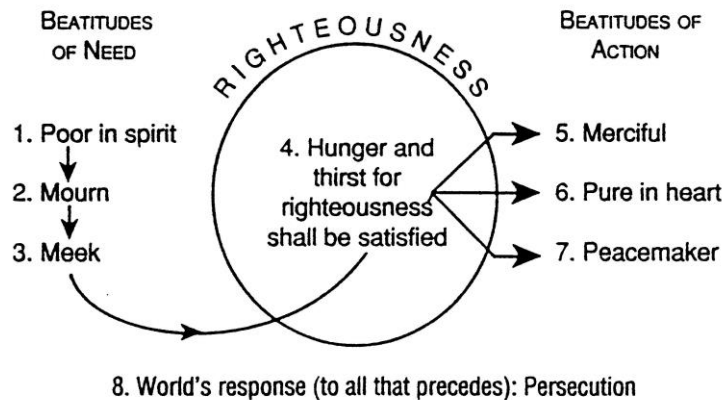 BEATITUDES
OF NEED
RIGHTEOUSNESS
BEATITUDES OF
ACTION
1. Poor in spirit
2. Mourn
3. Meek
4. Hunger and
thirst for
righteousness
shall be satisfied
5. Merciful
6. Pure in heart
7. Peacemaker
8. World's response (to all that precedes): Persecution